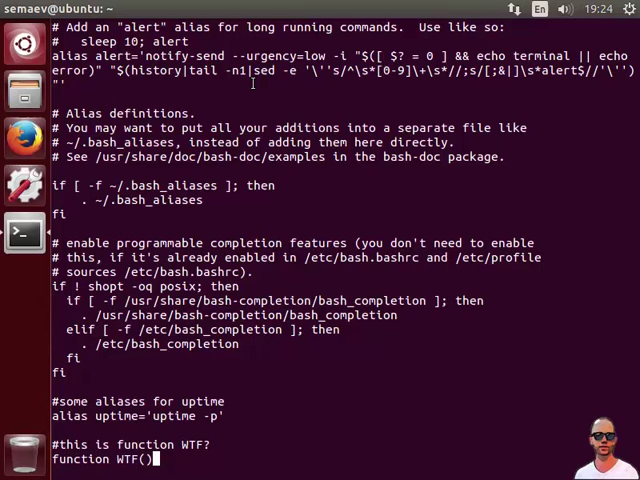 semaev@ubuntu: ~
En
19:24
# Add an "alert" alias for long running commands.  Use like so:
#   sleep 10; alert
alias alert='notify-send --urgency=low -i "$([ $? = 0 ] && echo terminal || echo
error)" "$(history|tail -n1|sed -e '\''s/^\s*[0-9]\+\s*//;s/[;&|]\s*alert$//'\'')
"'
# Alias definitions.
# You may want to put all your additions into a separate file like
# ~/.bash_aliases, instead of adding them here directly.
# See /usr/share/doc/bash-doc/examples in the bash-doc package.
if [ -f ~/.bash_aliases ]; then
    . ~/.bash_aliases
fi
# enable programmable completion features (you don't need to enable
# this, if it's already enabled in /etc/bash.bashrc and /etc/profile
# sources /etc/bash.bashrc).
if ! shopt -oq posix; then
  if [ -f /usr/share/bash-completion/bash_completion ]; then
    . /usr/share/bash-completion/bash_completion
  elif [ -f /etc/bash_completion ]; then
    . /etc/bash_completion
  fi
fi
#some aliases for uptime
alias uptime='uptime -p'
#this is function WTF?
function WTF()